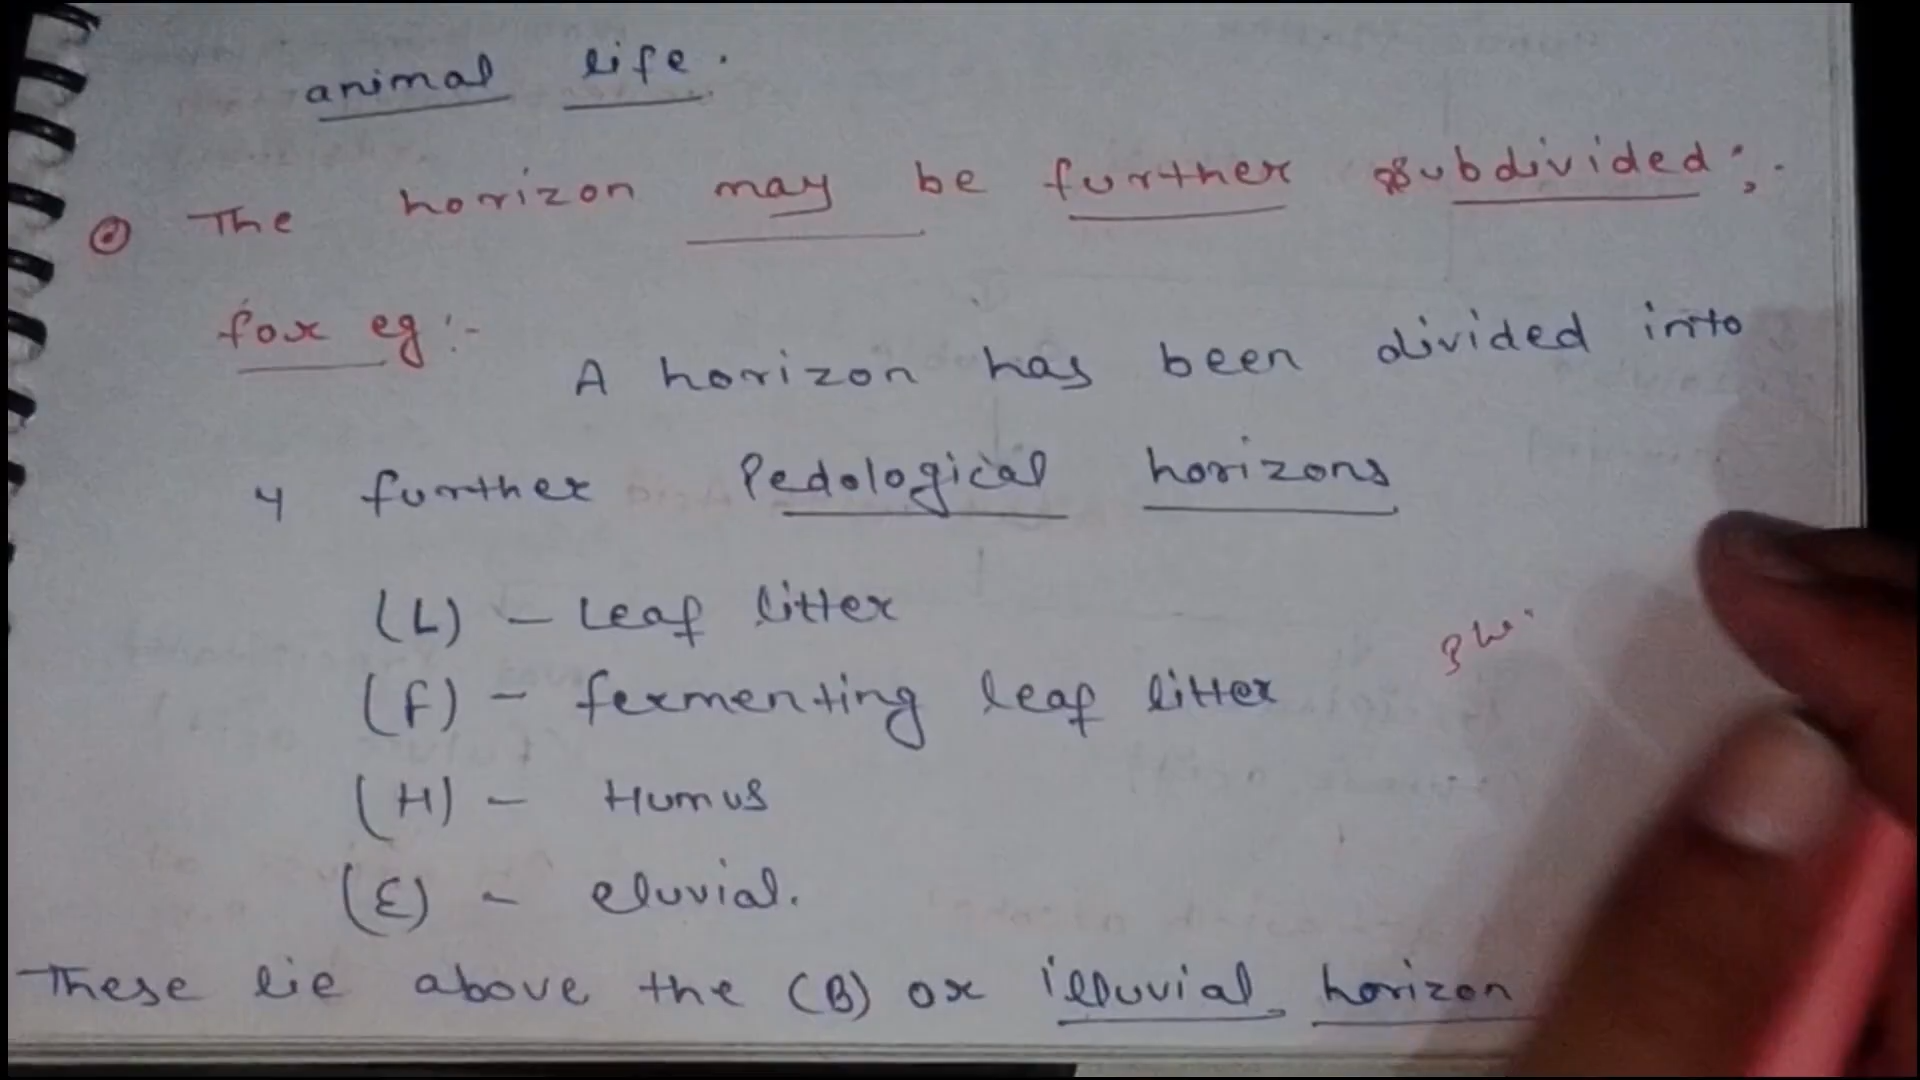 animal life.
The horizon may be further subdivided;.
for eg:-
A horizon has been divided into
4 further Pedological horizons
(L) - Leaf litter
(F) - fermenting leaf litter
(H) - Humus
(E) - eluvial.
These lie above the (B) or illuvial horizon